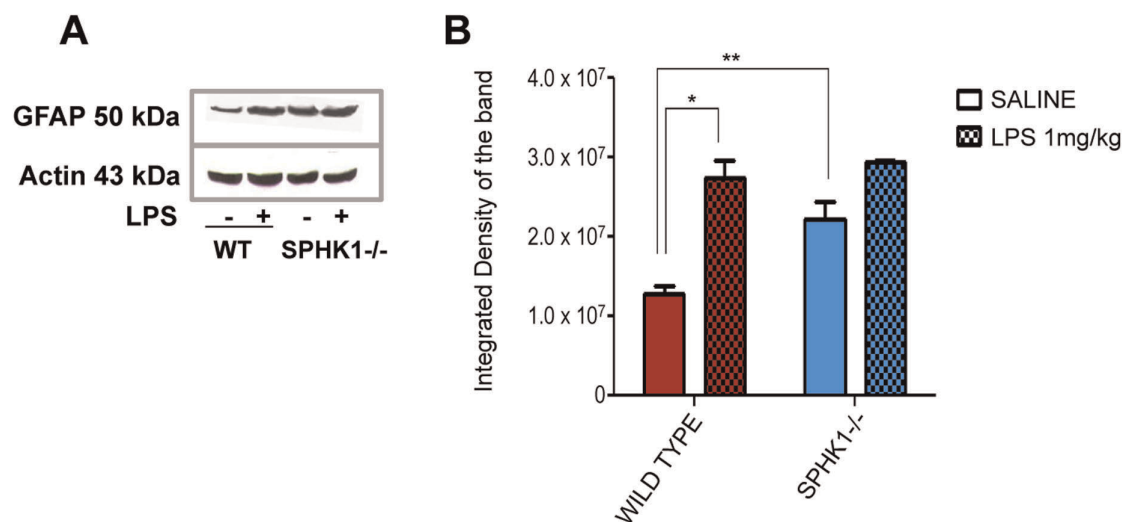 A
GFAP 50 kDa
Actin 43 kDa
LPS - + - +
WT SPHK1-/-
B
Integrated Density of the band
4.0 x 10⁷
3.0 x 10⁷
2.0 x 10⁷
1.0 x 10⁷
0
**
*
WILD TYPE
SPHK1-/-
SALINE
LPS 1mg/kg